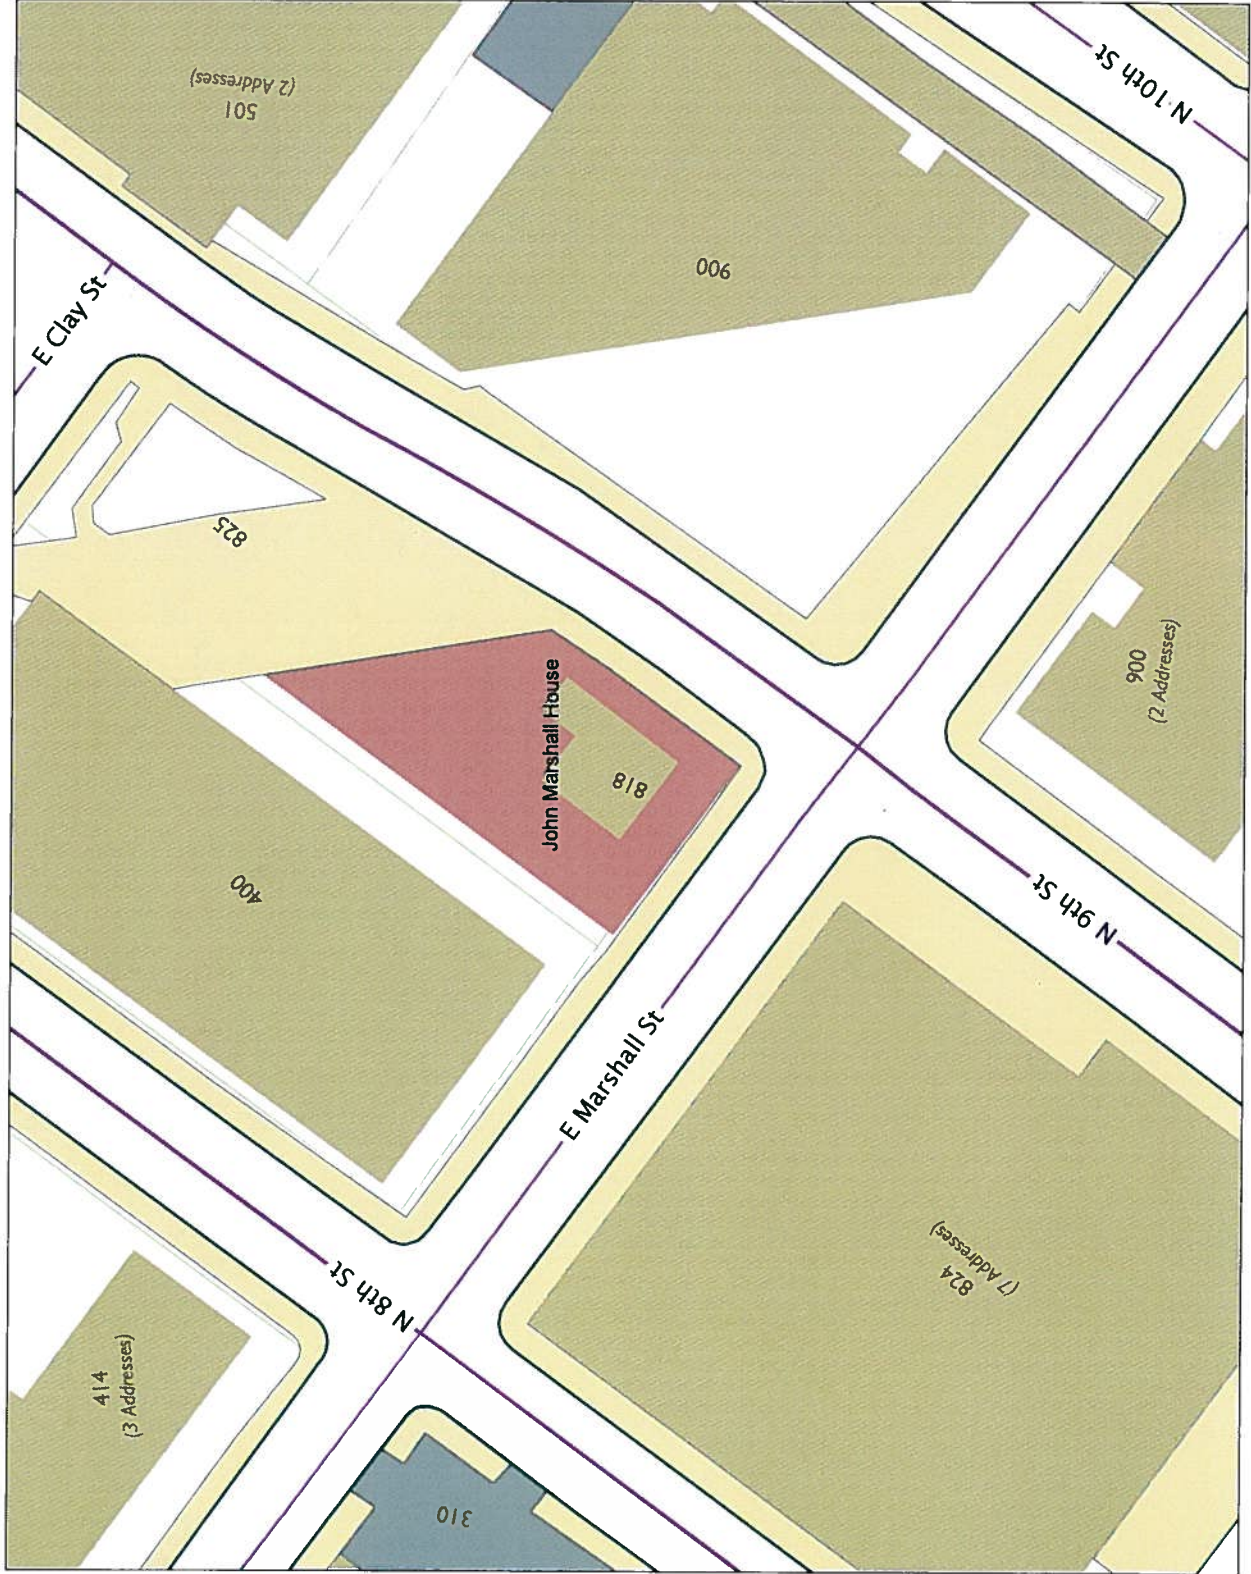 N 10th St
501
(2 Addresses)
900
E Clay St
825
John Marshall House
818
900
(2 Addresses)
400
N 9th St
E Marshall St
824
(7 Addresses)
N 8th St
414
(3 Addresses)
310